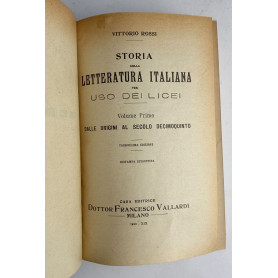 VITTORIO ROSSI
STORIA
DELLA
LETTERATURA ITALIANA
PER
USO DEI LICEI
Volume Primo
DALLE ORIGINI AL SECOLO DECIMOQUINTO
CASA EDITRICE
DOTTOR FRANCESCO VALLARDI
MILANO